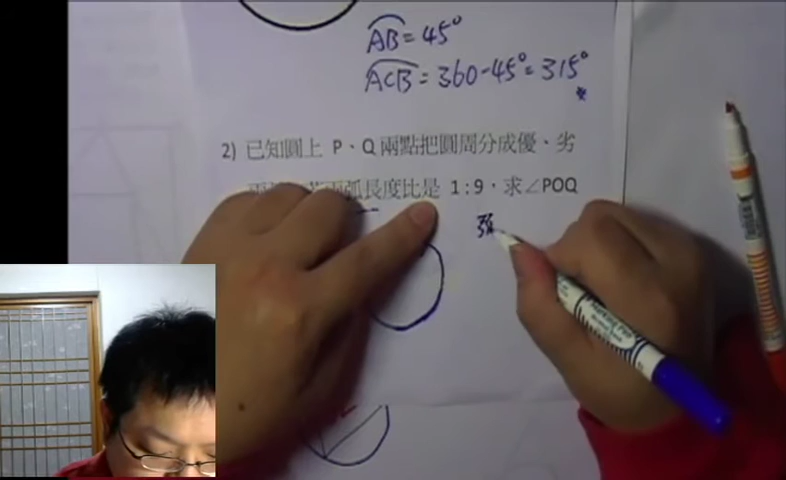 AB = 45°
ACB = 360-45° = 315°
*
2) 已知圓上 P、Q 兩點把圓周分成優、劣
弧長度比是 1:9,求∠POQ
弧